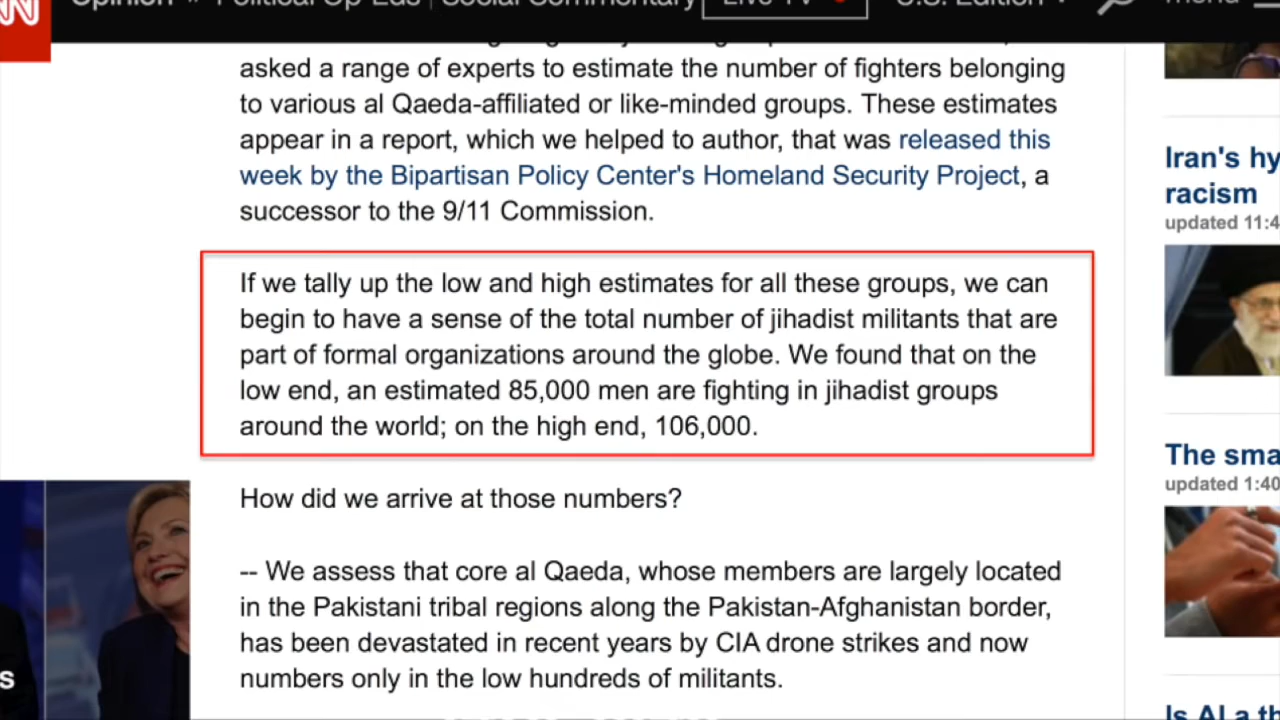 Opinion » Political Op-Eds | Social Commentary Live TV U.S. Edition menu
asked a range of experts to estimate the number of fighters belonging
to various al Qaeda-affiliated or like-minded groups. These estimates
appear in a report, which we helped to author, that was released this
week by the Bipartisan Policy Center's Homeland Security Project, a
successor to the 9/11 Commission.
If we tally up the low and high estimates for all these groups, we can
begin to have a sense of the total number of jihadist militants that are
part of formal organizations around the globe. We found that on the
low end, an estimated 85,000 men are fighting in jihadist groups
around the world; on the high end, 106,000.
How did we arrive at those numbers?
-- We assess that core al Qaeda, whose members are largely located
in the Pakistani tribal regions along the Pakistan-Afghanistan border,
has been devastated in recent years by CIA drone strikes and now
numbers only in the low hundreds of militants.
Iran's hy
racism
updated 11:4
The sma
updated 1:40
Is AI a th
s